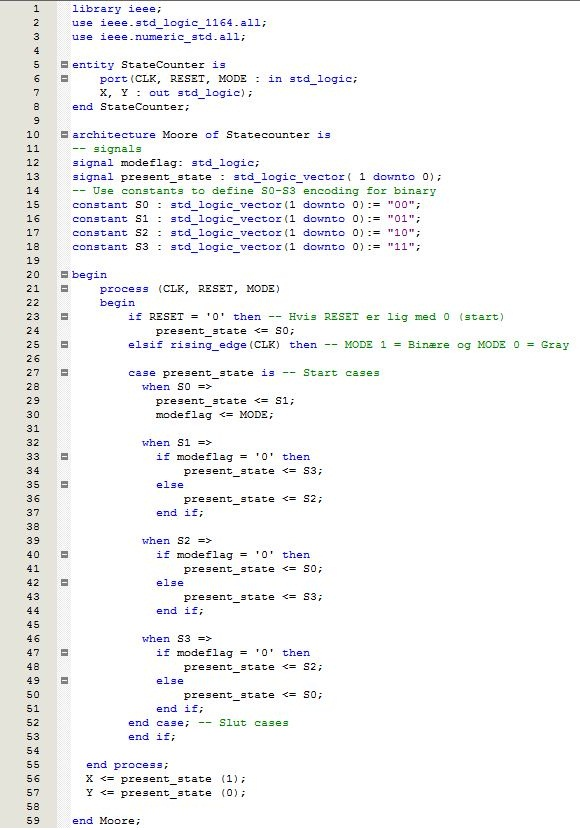 1 library ieee;
2 use ieee.std_logic_1164.all;
3 use ieee.numeric_std.all;
4
5 entity StateCounter is
6 port(CLK, RESET, MODE : in std_logic;
7 X, Y : out std_logic);
8 end StateCounter;
9
10 architecture Moore of Statecounter is
11 -- signals
12 signal modeflag: std_logic;
13 signal present_state : std_logic_vector( 1 downto 0);
14 -- Use constants to define S0-S3 encoding for binary
15 constant S0 : std_logic_vector(1 downto 0):= "00";
16 constant S1 : std_logic_vector(1 downto 0):= "01";
17 constant S2 : std_logic_vector(1 downto 0):= "10";
18 constant S3 : std_logic_vector(1 downto 0):= "11";
19
20 begin
21 process (CLK, RESET, MODE)
22 begin
23 if RESET = '0' then -- Hvis RESET er lig med 0 (start)
24 present_state <= S0;
25 elsif rising_edge(CLK) then -- MODE 1 = Binære og MODE 0 = Gray
26
27 case present_state is -- Start cases
28 when S0 =>
29 present_state <= S1;
30 modeflag <= MODE;
31
32 when S1 =>
33 if modeflag = '0' then
34 present_state <= S3;
35 else
36 present_state <= S2;
37 end if;
38
39 when S2 =>
40 if modeflag = '0' then
41 present_state <= S0;
42 else
43 present_state <= S3;
44 end if;
45
46 when S3 =>
47 if modeflag = '0' then
48 present_state <= S2;
49 else
50 present_state <= S0;
51 end if;
52 end case; -- Slut cases
53 end if;
54
55 end process;
56 X <= present_state (1);
57 Y <= present_state (0);
58
59 end Moore;